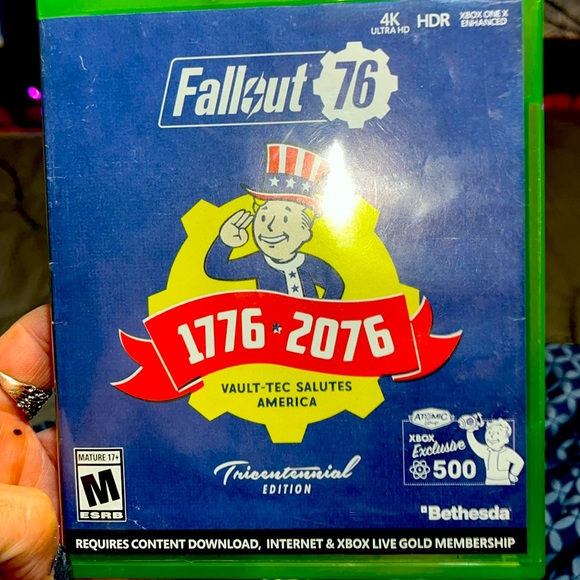 4K
ULTRA HD
HDR
XBOX ONE X
ENHANCED
Fallout 76
1776 ★ 2076
VAULT-TEC SALUTES
AMERICA
ATOMIC
SHOP
XBOX
Exclusive
500
Tricentennial
EDITION
MATURE 17+
M
ESRB
Bethesda
REQUIRES CONTENT DOWNLOAD, INTERNET & XBOX LIVE GOLD MEMBERSHIP